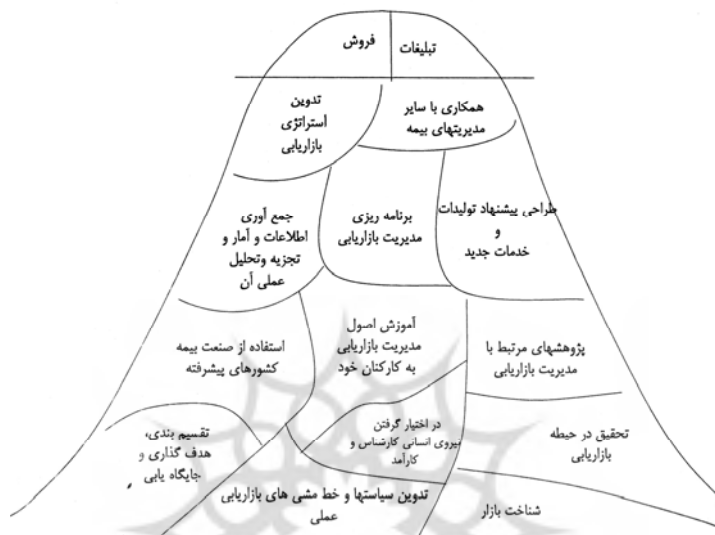 تبلیغات
فروش
همکاری با سایر
مدیریتهای بیمه
تدوین
استراتژی
بازاریابی
طراحی پیشنهاد تولیدات
و
خدمات جدید
برنامه ریزی
مدیریت بازاریابی
جمع آوری
اطلاعات و آمار و
تجزیه وتحلیل
عملی آن
پژوهشهای مرتبط با
مدیریت بازاریابی
آموزش اصول
مدیریت بازاریابی
به کارکنان خود
استفاده از صنعت بیمه
کشورهای پیشرفته
تحقیق در حیطه
بازاریابی
در اختیار گرفتن
نیروی انسانی کارشناس و
کارآمد
تقسیم بندی،
هدف گذاری و
جایگاه یابی
شناخت بازار
تدوین سیاستها و خط مشی های بازاریابی
عملی